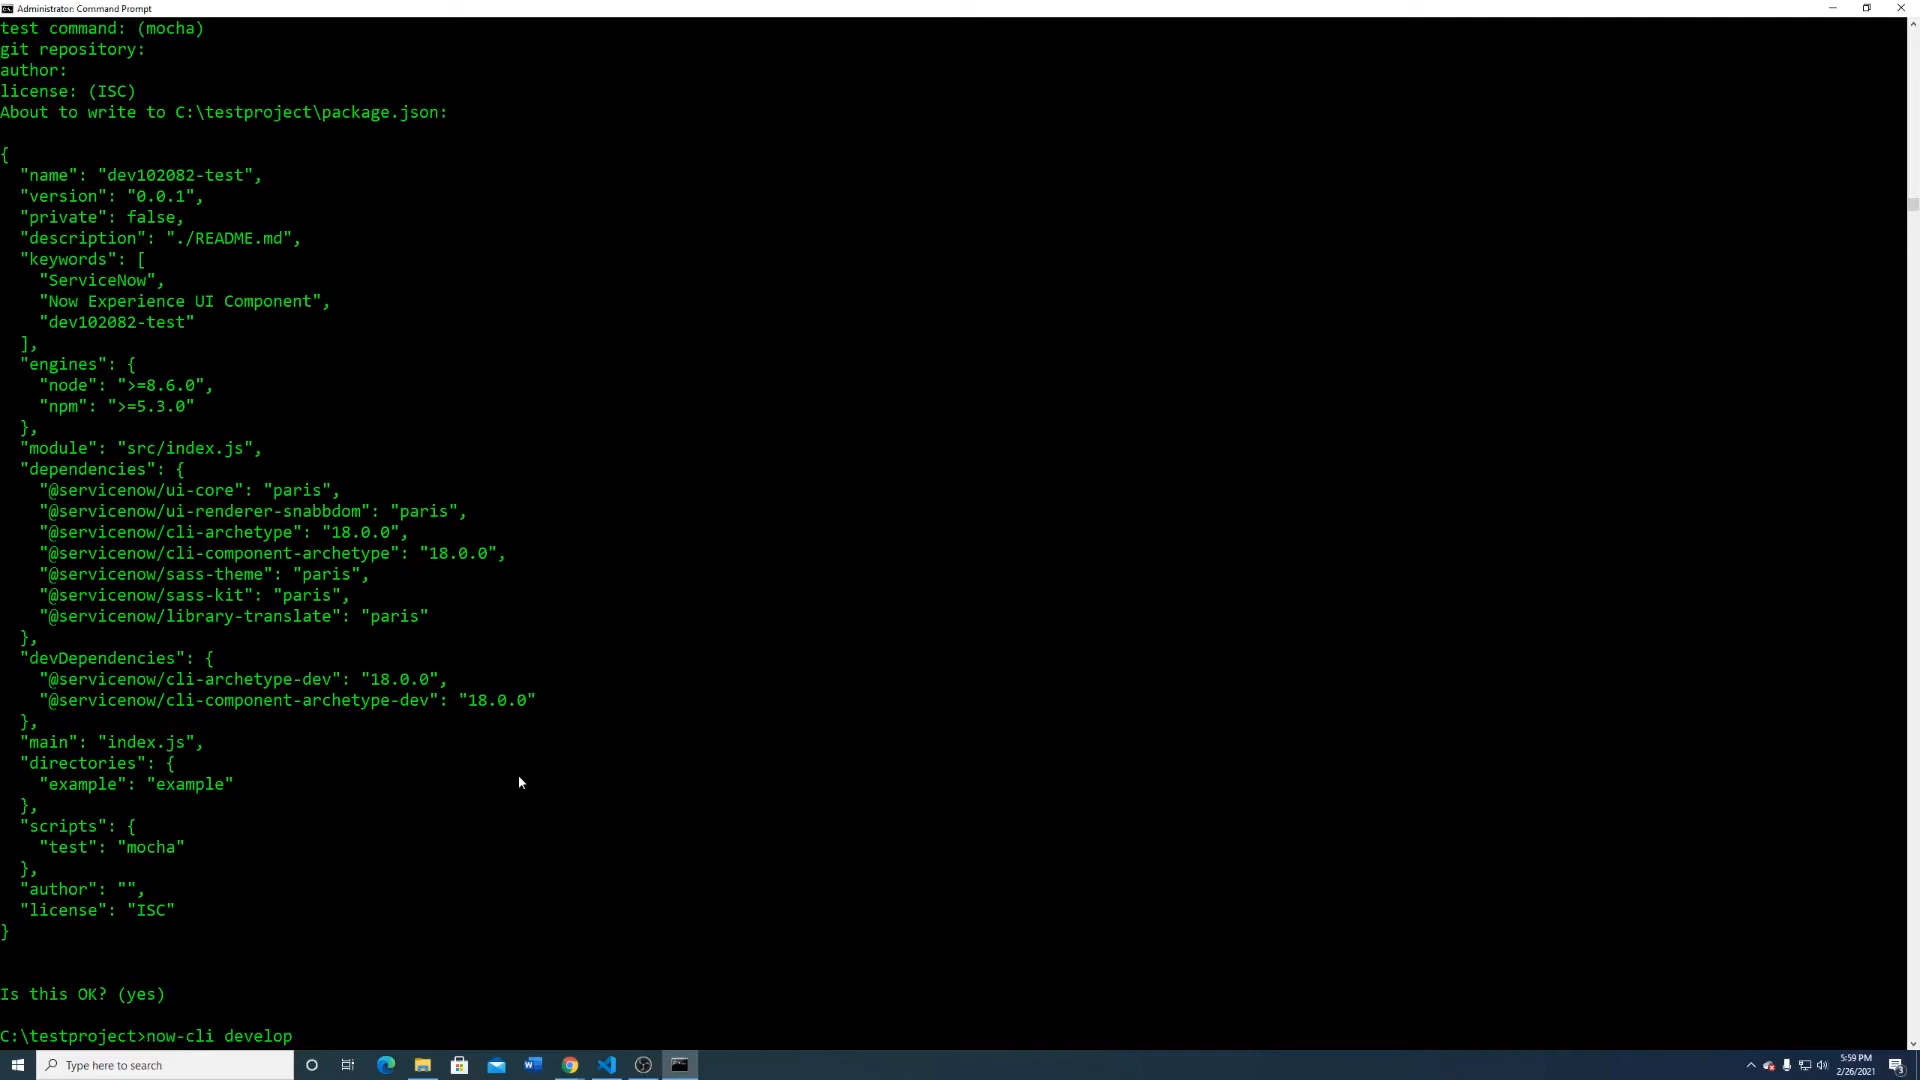 Administrator: Command Prompt
test command: (mocha)
git repository:
author:
license: (ISC)
About to write to C:\testproject\package.json:
{
  "name": "dev102082-test",
  "version": "0.0.1",
  "private": false,
  "description": "./README.md",
  "keywords": [
    "ServiceNow",
    "Now Experience UI Component",
    "dev102082-test"
  ],
  "engines": {
    "node": ">=8.6.0",
    "npm": ">=5.3.0"
  },
  "module": "src/index.js",
  "dependencies": {
    "@servicenow/ui-core": "paris",
    "@servicenow/ui-renderer-snabbdom": "paris",
    "@servicenow/cli-archetype": "18.0.0",
    "@servicenow/cli-component-archetype": "18.0.0",
    "@servicenow/sass-theme": "paris",
    "@servicenow/sass-kit": "paris",
    "@servicenow/library-translate": "paris"
  },
  "devDependencies": {
    "@servicenow/cli-archetype-dev": "18.0.0",
    "@servicenow/cli-component-archetype-dev": "18.0.0"
  },
  "main": "index.js",
  "directories": {
    "example": "example"
  },
  "scripts": {
    "test": "mocha"
  },
  "author": "",
  "license": "ISC"
}
Is this OK? (yes)
C:\testproject>now-cli develop
Type here to search
5:59 PM
2/26/2021
3